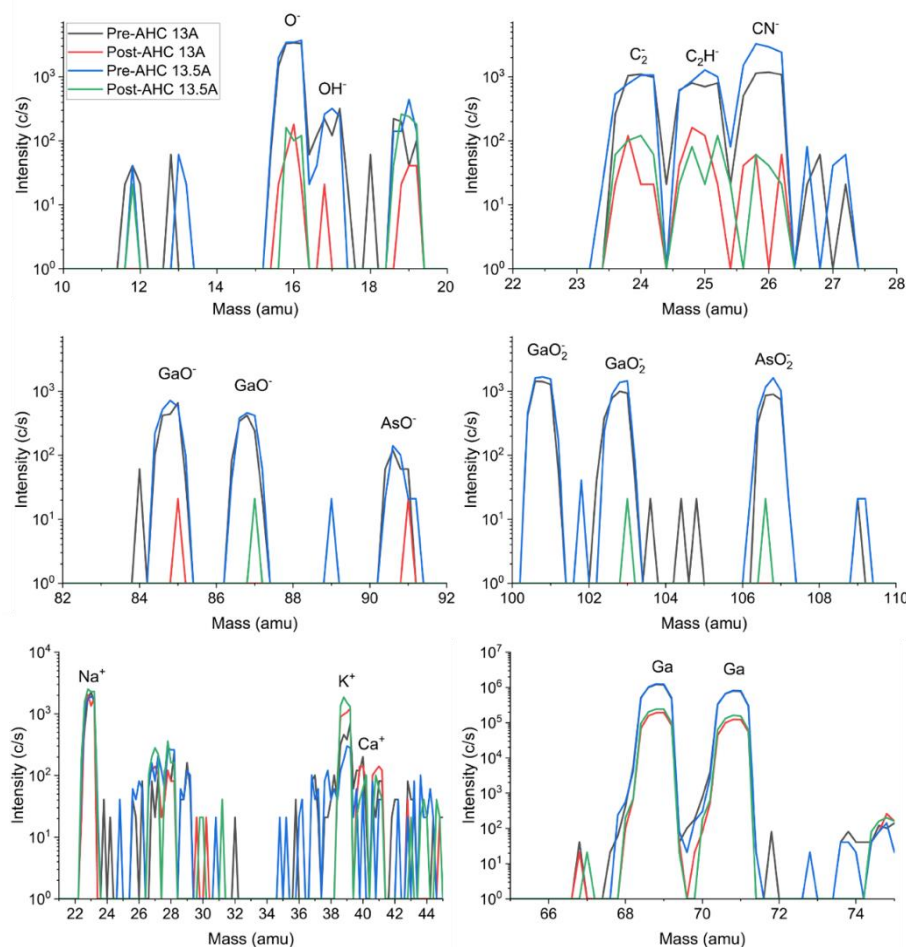 Pre-AHC 13A
Post-AHC 13A
Pre-AHC 13.5A
Post-AHC 13.5A
O⁻
OH⁻
Intensity (c/s)
10³
10²
10¹
10⁰
10 12 14 16 18 20
Mass (amu)
C₂⁻
C₂H⁻
CN⁻
Intensity (c/s)
10³
10²
10¹
10⁰
22 23 24 25 26 27 28
Mass (amu)
GaO⁻
GaO⁻
AsO⁻
Intensity (c/s)
10³
10²
10¹
10⁰
82 84 86 88 90 92
Mass (amu)
GaO₂⁻
GaO₂⁻
AsO₂⁻
Intensity (c/s)
10³
10²
10¹
10⁰
100 102 104 106 108 110
Mass (amu)
Na⁺
K⁺
Ca⁺
Intensity (c/s)
10⁴
10³
10²
10¹
10⁰
22 24 26 28 30 32 34 36 38 40 42 44
Mass (amu)
Ga
Ga
Intensity (c/s)
10⁷
10⁶
10⁵
10⁴
10³
10²
10¹
10⁰
66 68 70 72 74
Mass (amu)